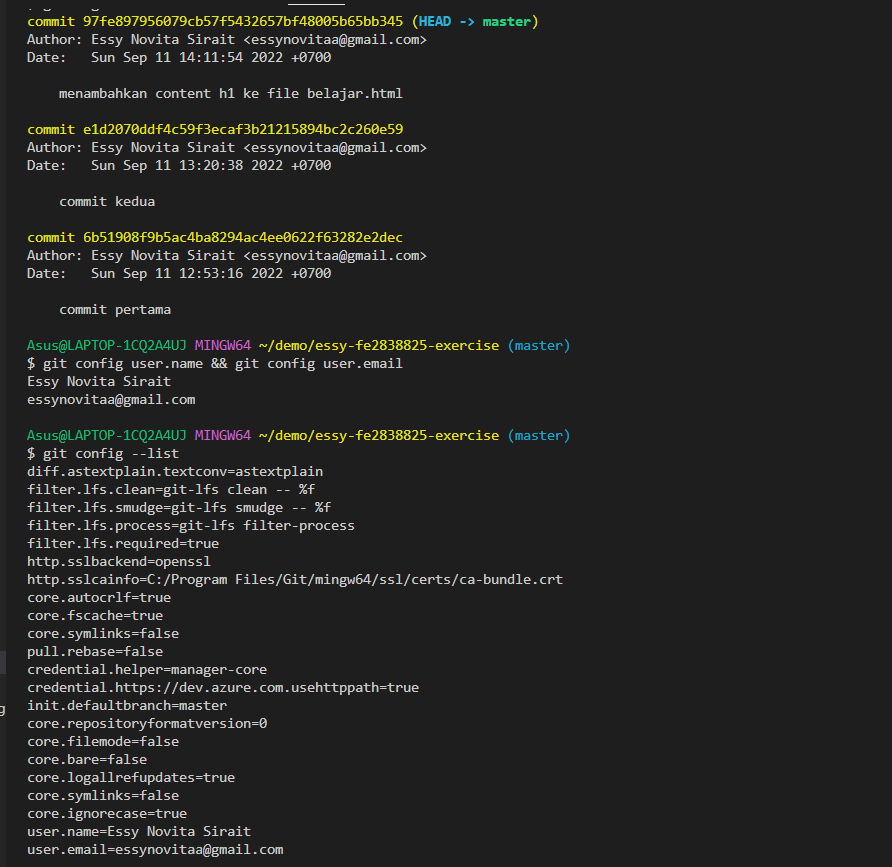 commit 97fe897956079cb57f5432657bf48005b65bb345 (HEAD -> master)
Author: Essy Novita Sirait <essynovitaa@gmail.com>
Date:   Sun Sep 11 14:11:54 2022 +0700
menambahkan content h1 ke file belajar.html
commit e1d2070ddf4c59f3ecaf3b21215894bc2c260e59
Author: Essy Novita Sirait <essynovitaa@gmail.com>
Date:   Sun Sep 11 13:20:38 2022 +0700
commit kedua
commit 6b51908f9b5ac4ba8294ac4ee0622f63282e2dec
Author: Essy Novita Sirait <essynovitaa@gmail.com>
Date:   Sun Sep 11 12:53:16 2022 +0700
commit pertama
Asus@LAPTOP-1CQ2A4UJ MINGW64 ~/demo/essy-fe2838825-exercise (master)
$ git config user.name && git config user.email
Essy Novita Sirait
essynovitaa@gmail.com
Asus@LAPTOP-1CQ2A4UJ MINGW64 ~/demo/essy-fe2838825-exercise (master)
$ git config --list
diff.astextplain.textconv=astextplain
filter.lfs.clean=git-lfs clean -- %f
filter.lfs.smudge=git-lfs smudge -- %f
filter.lfs.process=git-lfs filter-process
filter.lfs.required=true
http.sslbackend=openssl
http.sslcainfo=C:/Program Files/Git/mingw64/ssl/certs/ca-bundle.crt
core.autocrlf=true
core.fscache=true
core.symlinks=false
pull.rebase=false
credential.helper=manager-core
credential.https://dev.azure.com.usehttppath=true
init.defaultbranch=master
core.repositoryformatversion=0
core.filemode=false
core.bare=false
core.logallrefupdates=true
core.symlinks=false
core.ignorecase=true
user.name=Essy Novita Sirait
user.email=essynovitaa@gmail.com